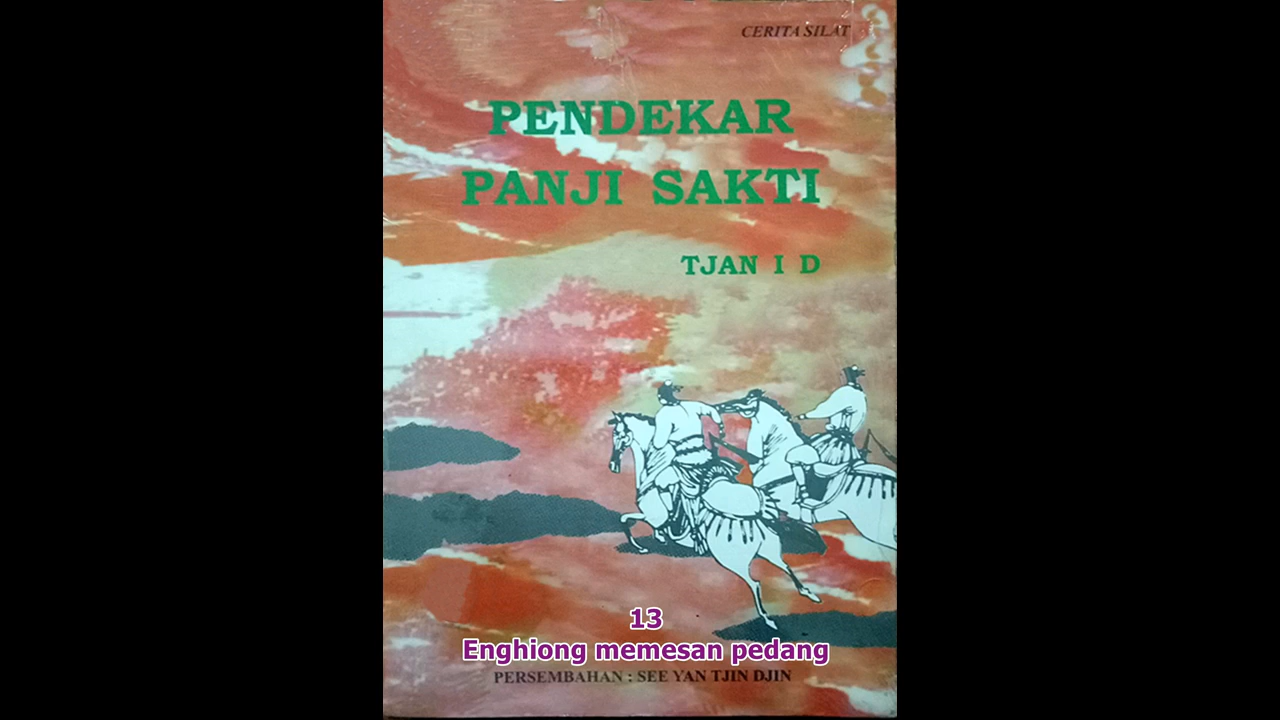 CERITA SILAT
PENDEKAR
PANJI SAKTI
TJAN I D
13
Enghiong memesan pedang
PERSEMBAHAN : SEE YAN TJIN DJIN